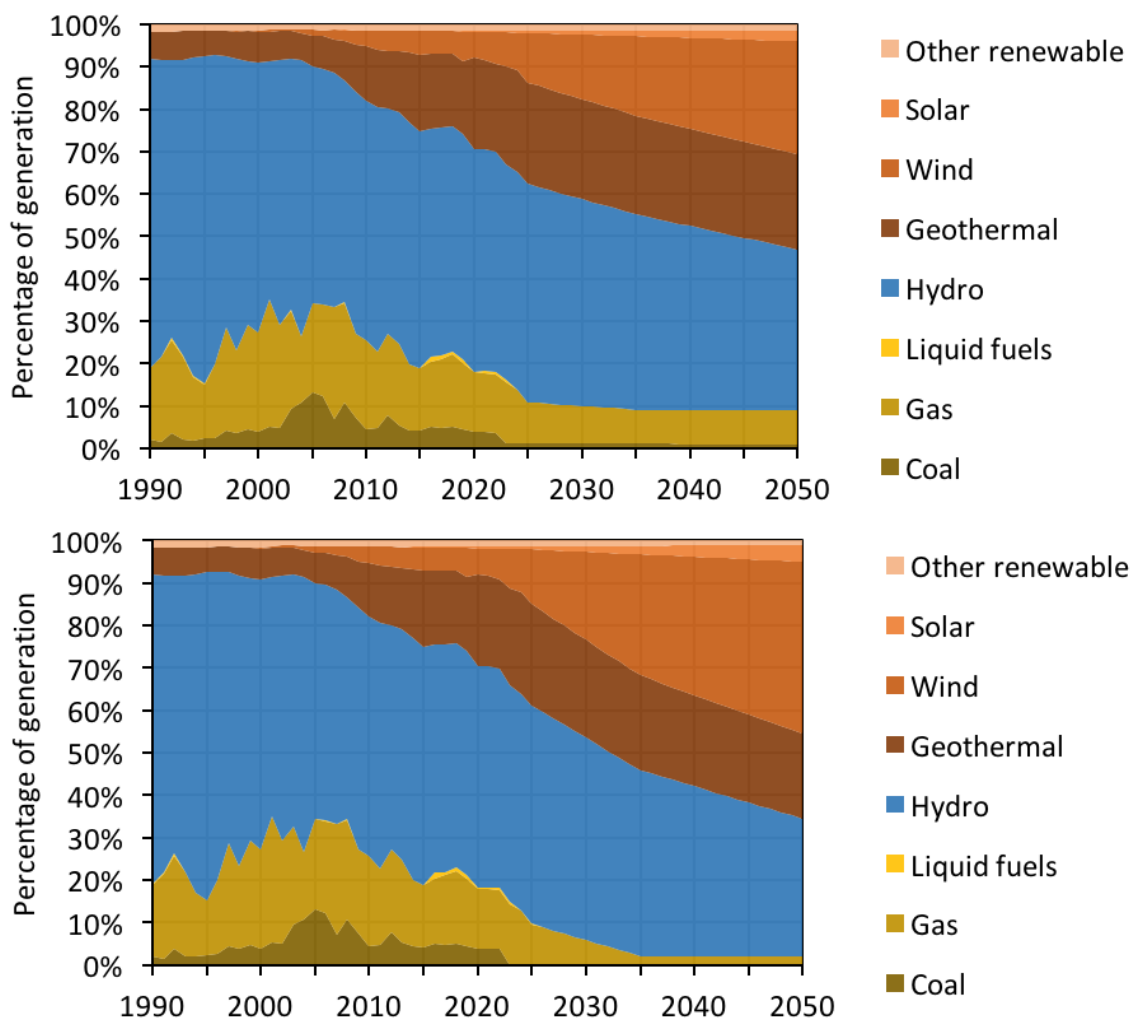 100%
90%
80%
70%
60%
50%
40%
30%
20%
10%
0%
Percentage of generation
1990 2000 2010 2020 2030 2040 2050
Other renewable
Solar
Wind
Geothermal
Hydro
Liquid fuels
Gas
Coal
100%
90%
80%
70%
60%
50%
40%
30%
20%
10%
0%
Percentage of generation
1990 2000 2010 2020 2030 2040 2050
Other renewable
Solar
Wind
Geothermal
Hydro
Liquid fuels
Gas
Coal